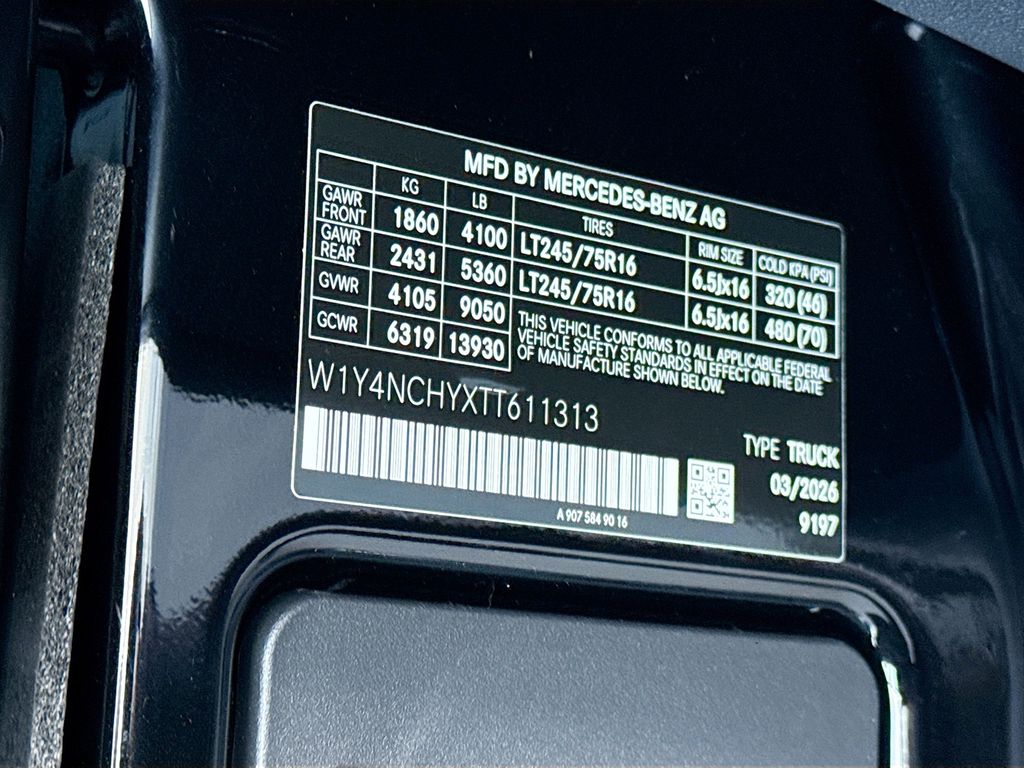 MFD BY MERCEDES-BENZ AG
KG LB TIRES RIM SIZE COLD KPA (PSI)
GAWR FRONT 1860 4100 LT245/75R16 6.5Jx16 320 (46)
GAWR REAR 2431 5360 LT245/75R16 6.5Jx16 480 (70)
GVWR 4105 9050
GCWR 6319 13930
THIS VEHICLE CONFORMS TO ALL APPLICABLE FEDERAL
VEHICLE SAFETY STANDARDS IN EFFECT ON THE DATE
OF MANUFACTURE SHOWN BELOW.
W1Y4NCHYXTT611313
TYPE TRUCK
03/2026
9197
A 907 584 90 16